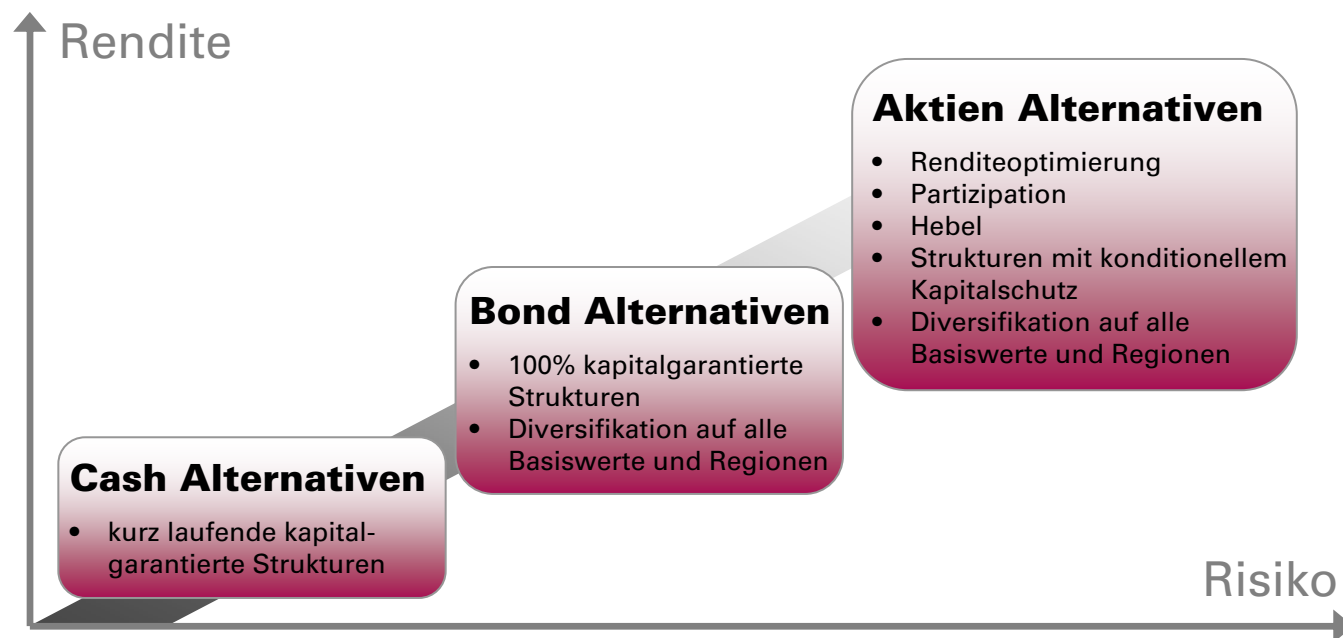 Rendite
Aktien Alternativen
• Renditeoptimierung
• Partizipation
• Hebel
• Strukturen mit konditionellem
Kapitalschutz
• Diversifikation auf alle
Basiswerte und Regionen
Bond Alternativen
• 100% kapitalgarantierte
Strukturen
• Diversifikation auf alle
Basiswerte und Regionen
Cash Alternativen
• kurz laufende kapital-
garantierte Strukturen
Risiko